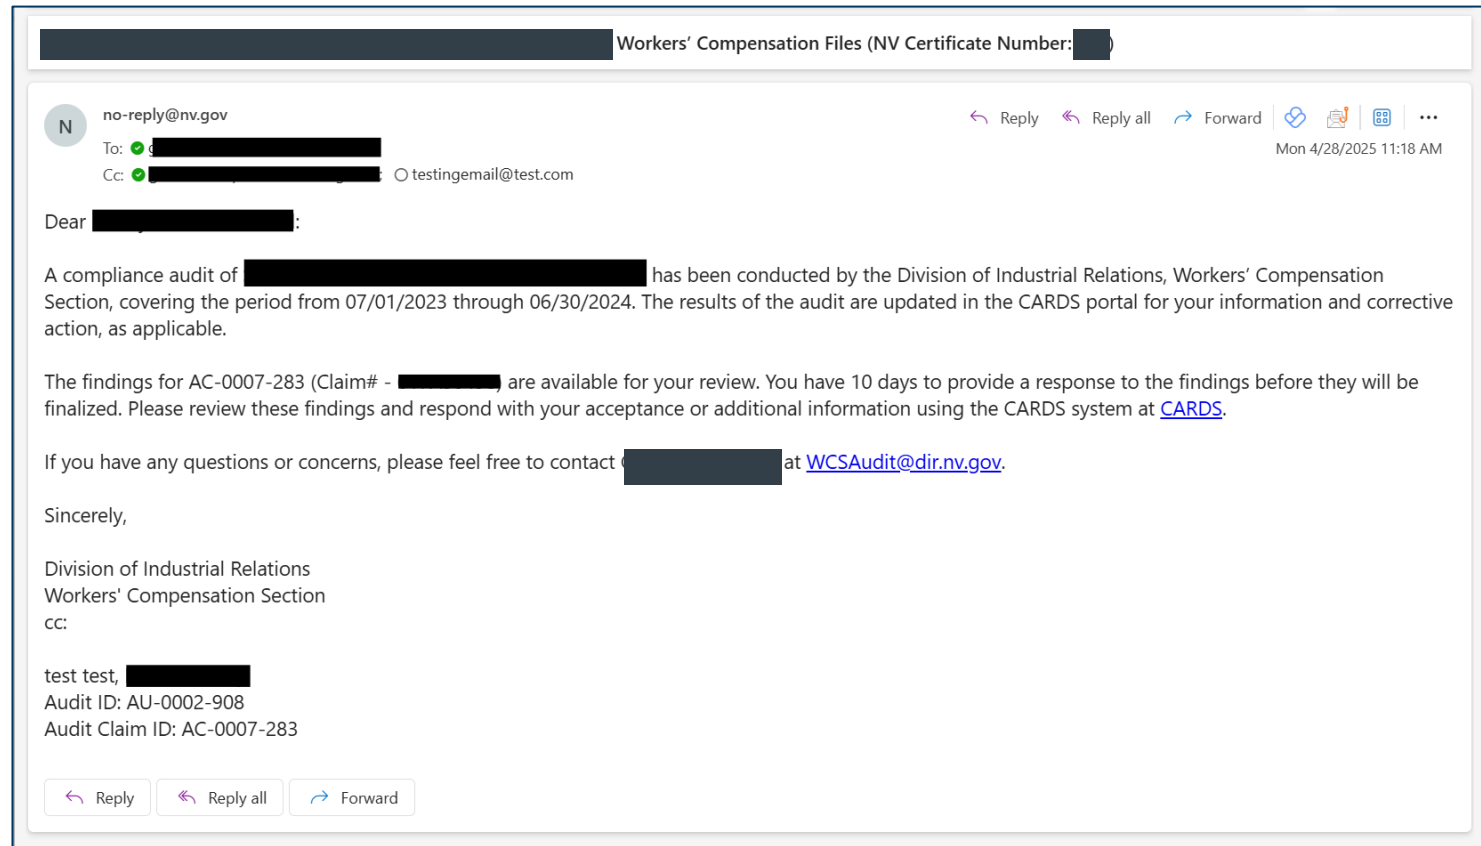 Workers’ Compensation Files (NV Certificate Number: )
N
no-reply@nv.gov
Reply Reply all Forward
To:
Mon 4/28/2025 11:18 AM
Cc: ; testingemail@test.com
Dear :
A compliance audit of has been conducted by the Division of Industrial Relations, Workers’ Compensation
Section, covering the period from 07/01/2023 through 06/30/2024. The results of the audit are updated in the CARDS portal for your information and corrective
action, as applicable.
The findings for AC-0007-283 (Claim# - ) are available for your review. You have 10 days to provide a response to the findings before they will be
finalized. Please review these findings and respond with your acceptance or additional information using the CARDS system at CARDS.
If you have any questions or concerns, please feel free to contact at WCSAudit@dir.nv.gov.
Sincerely,
Division of Industrial Relations
Workers' Compensation Section
cc:
test test,
Audit ID: AU-0002-908
Audit Claim ID: AC-0007-283
Reply Reply all Forward